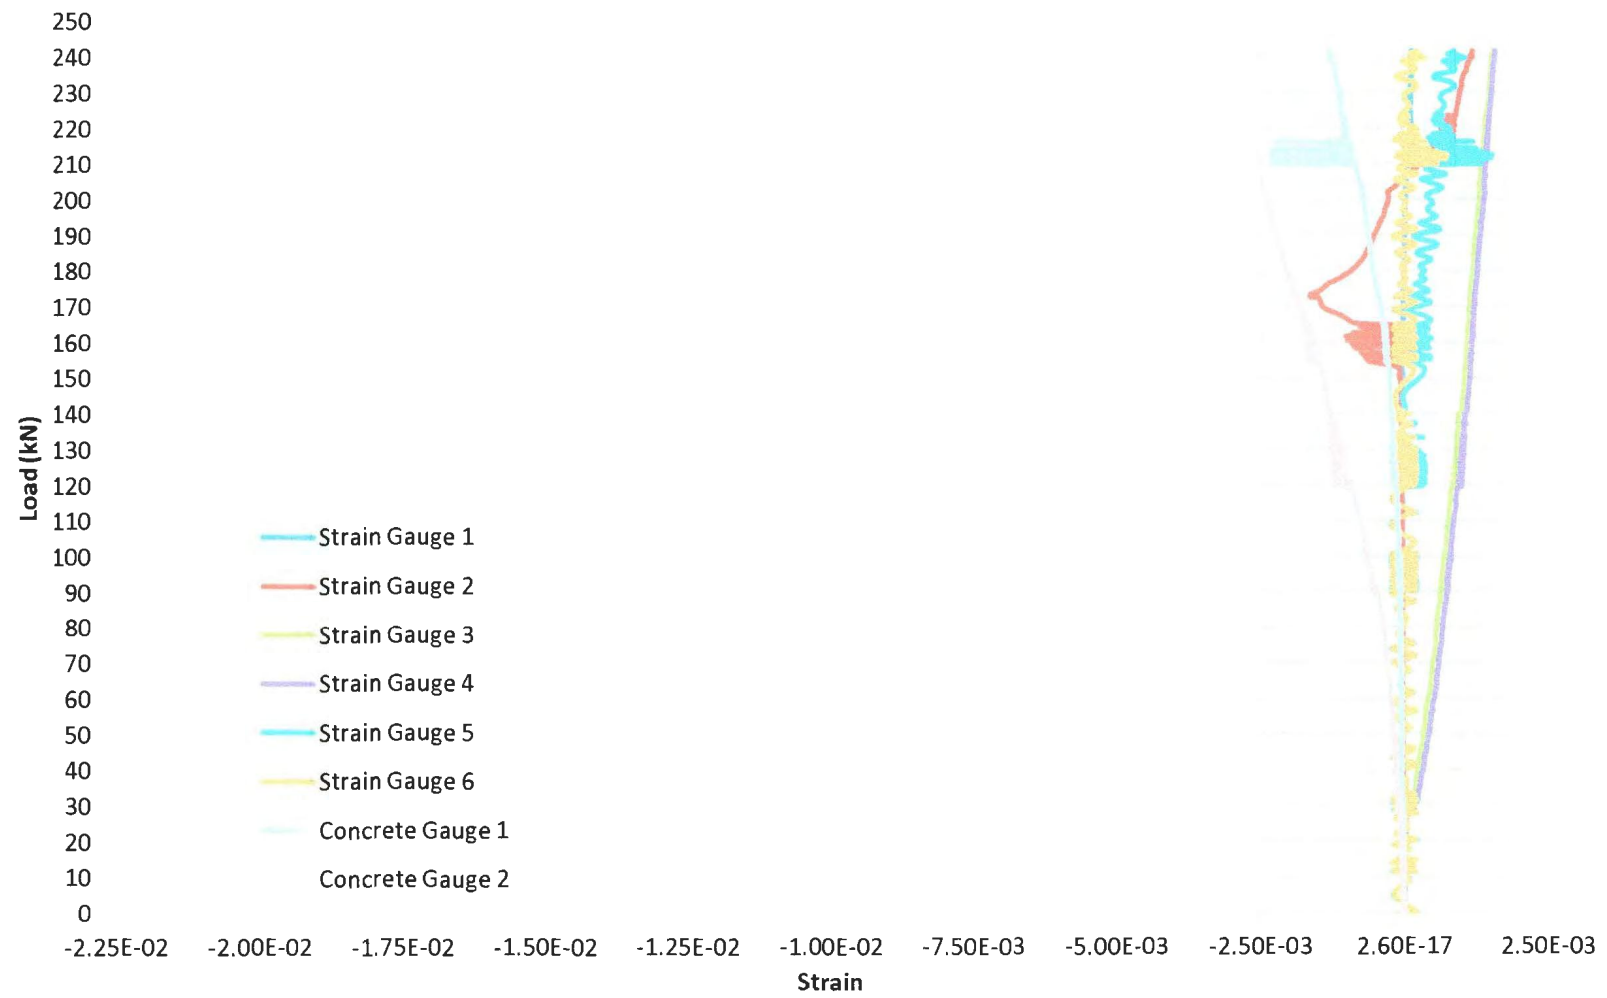 250
240
230
220
210
200
190
180
170
160
150
140
130
120
110
100
90
80
70
60
50
40
30
20
10
0
Load (kN)
Strain Gauge 1
Strain Gauge 2
Strain Gauge 3
Strain Gauge 4
Strain Gauge 5
Strain Gauge 6
Concrete Gauge 1
Concrete Gauge 2
-2.25E-02 -2.00E-02 -1.75E-02 -1.50E-02 -1.25E-02 -1.00E-02 -7.50E-03 -5.00E-03 -2.50E-03 2.60E-17 2.50E-03
Strain